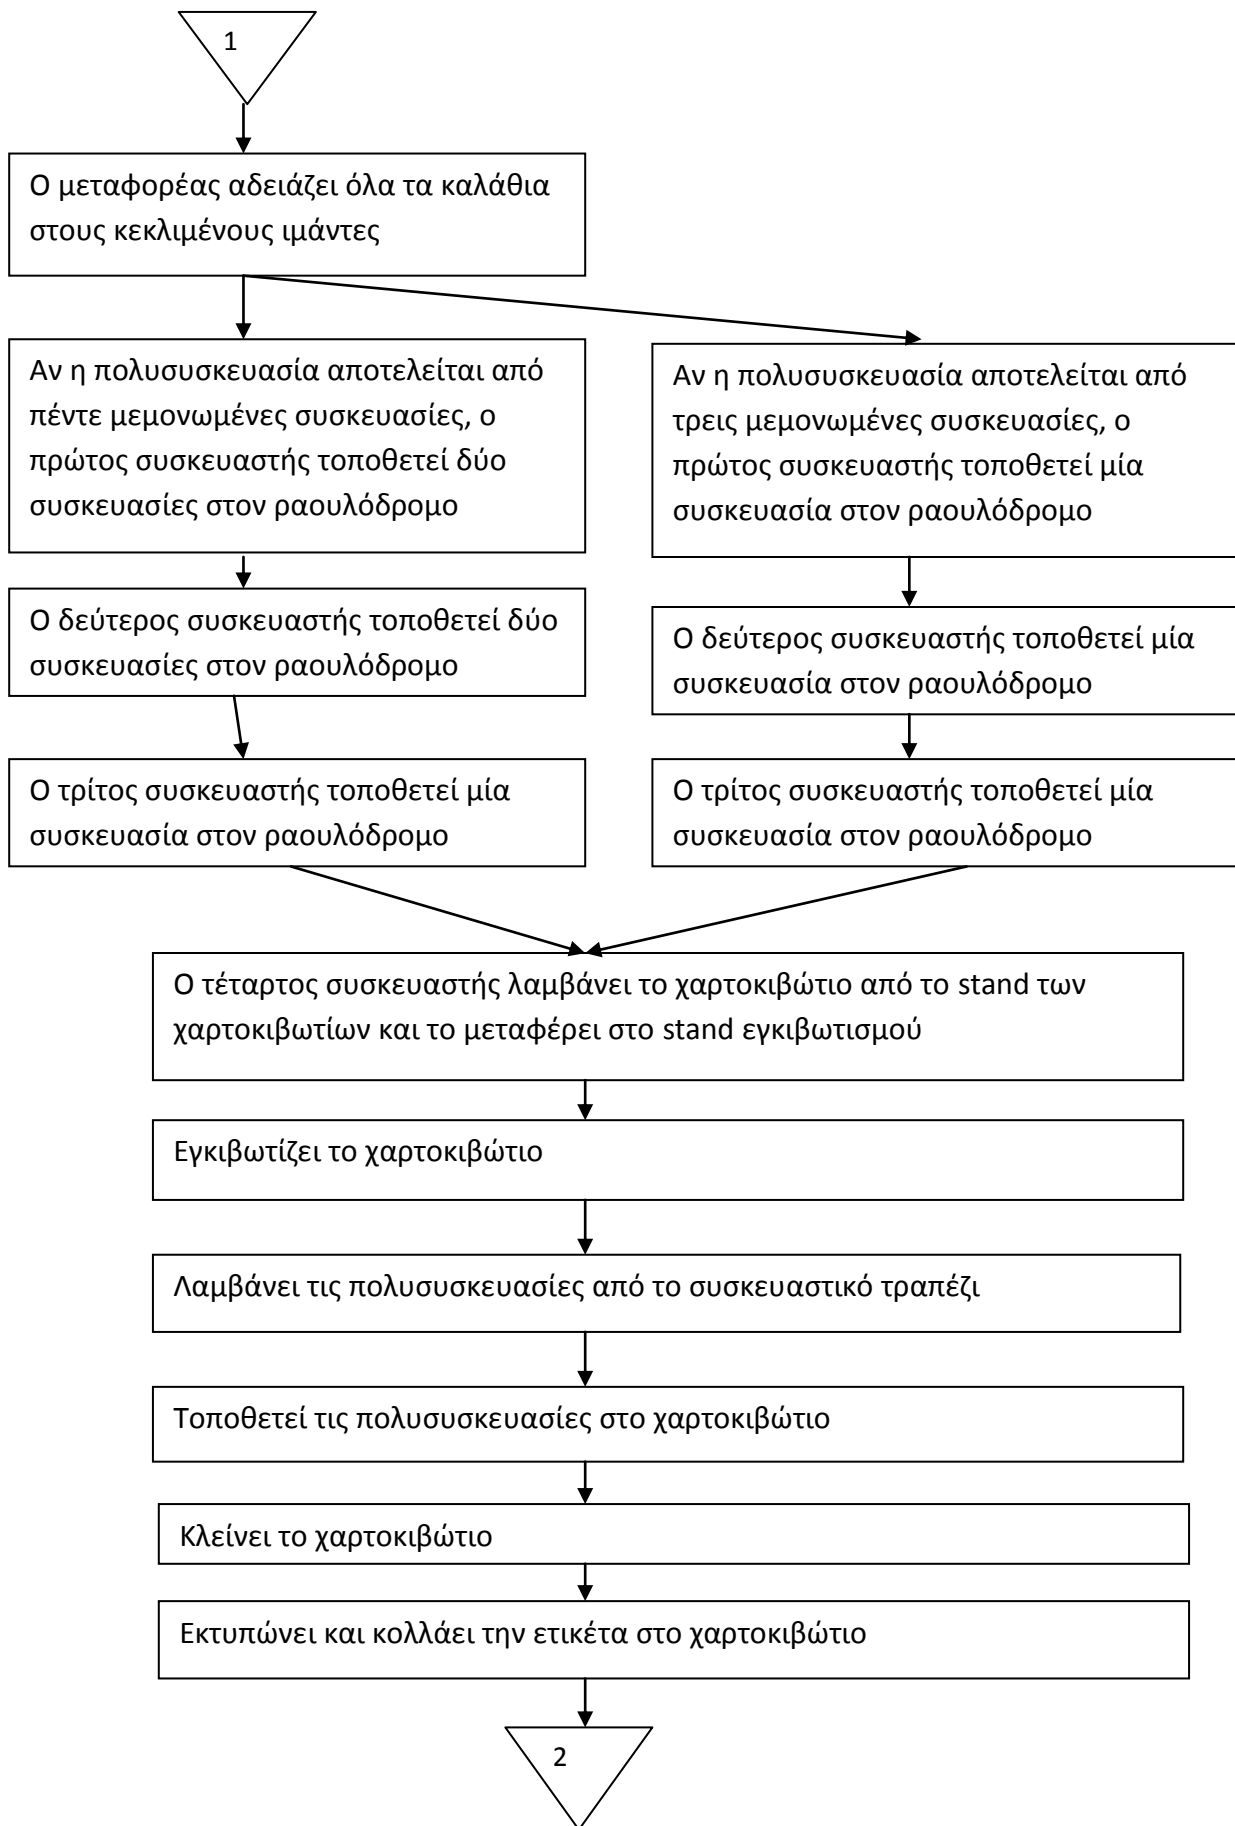 1
Ο μεταφορέας αδειάζει όλα τα καλάθια
στους κεκλιμένους ιμάντες
Αν η πολυσυσκευασία αποτελείται από
πέντε μεμονωμένες συσκευασίες, ο
πρώτος συσκευαστής τοποθετεί δύο
συσκευασίες στον ραουλόδρομο
Αν η πολυσυσκευασία αποτελείται από
τρεις μεμονωμένες συσκευασίες, ο
πρώτος συσκευαστής τοποθετεί μία
συσκευασία στον ραουλόδρομο
Ο δεύτερος συσκευαστής τοποθετεί δύο
συσκευασίες στον ραουλόδρομο
Ο δεύτερος συσκευαστής τοποθετεί μία
συσκευασία στον ραουλόδρομο
Ο τρίτος συσκευαστής τοποθετεί μία
συσκευασία στον ραουλόδρομο
Ο τρίτος συσκευαστής τοποθετεί μία
συσκευασία στον ραουλόδρομο
Ο τέταρτος συσκευαστής λαμβάνει το χαρτοκιβώτιο από το stand των
χαρτοκιβωτίων και το μεταφέρει στο stand εγκιβωτισμού
Εγκιβωτίζει το χαρτοκιβώτιο
Λαμβάνει τις πολυσυσκευασίες από το συσκευαστικό τραπέζι
Τοποθετεί τις πολυσυσκευασίες στο χαρτοκιβώτιο
Κλείνει το χαρτοκιβώτιο
Εκτυπώνει και κολλάει την ετικέτα στο χαρτοκιβώτιο
2